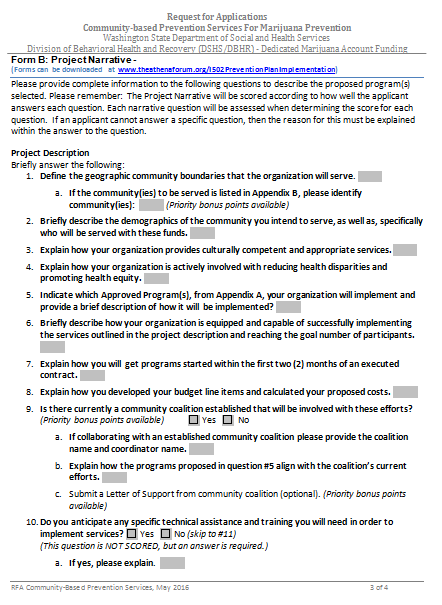 Request for Applications
Community-based Prevention Services For Marijuana Prevention
Washington State Department of Social and Health Services
Division of Behavioral Health and Recovery (DSHS/DBHR) - Dedicated Marijuana Account Funding
Form B: Project Narrative -
(Forms can be downloaded at www.theathenaforum.org/I502PreventionPlanImplementation)
Please provide complete information to the following questions to describe the proposed program(s)
selected. Please remember: The Project Narrative will be scored according to how well the applicant
answers each question. Each narrative question will be assessed when determining the score for each
question. If an applicant cannot answer a specific question, then the reason for this must be explained
within the answer to the question.
Project Description
Briefly answer the following:
1. Define the geographic community boundaries that the organization will serve.
a. If the community(ies) to be served is listed in Appendix B, please identify
community(ies): (Priority bonus points available)
2. Briefly describe the demographics of the community you intend to serve, as well as, specifically
who will be served with these funds.
3. Explain how your organization provides culturally competent and appropriate services.
4. Explain how your organization is actively involved with reducing health disparities and
promoting health equity.
5. Indicate which Approved Program(s), from Appendix A, your organization will implement and
provide a brief description of how it will be implemented?
6. Briefly describe how your organization is equipped and capable of successfully implementing
the services outlined in the project description and reaching the goal number of participants.
7. Explain how you will get programs started within the first two (2) months of an executed
contract.
8. Explain how you developed your budget line items and calculated your proposed costs.
9. Is there currently a community coalition established that will be involved with these efforts?
(Priority bonus points available) Yes No
a. If collaborating with an established community coalition please provide the coalition
name and coordinator name.
b. Explain how the programs proposed in question #5 align with the coalition's current
efforts.
c. Submit a Letter of Support from community coalition (optional). (Priority bonus points
available)
10. Do you anticipate any specific technical assistance and training you will need in order to
implement services? Yes No (skip to #11)
(This question is NOT SCORED, but an answer is required.)
a. If yes, please explain.
RFA Community-Based Prevention Services, May 2016 3 of 4